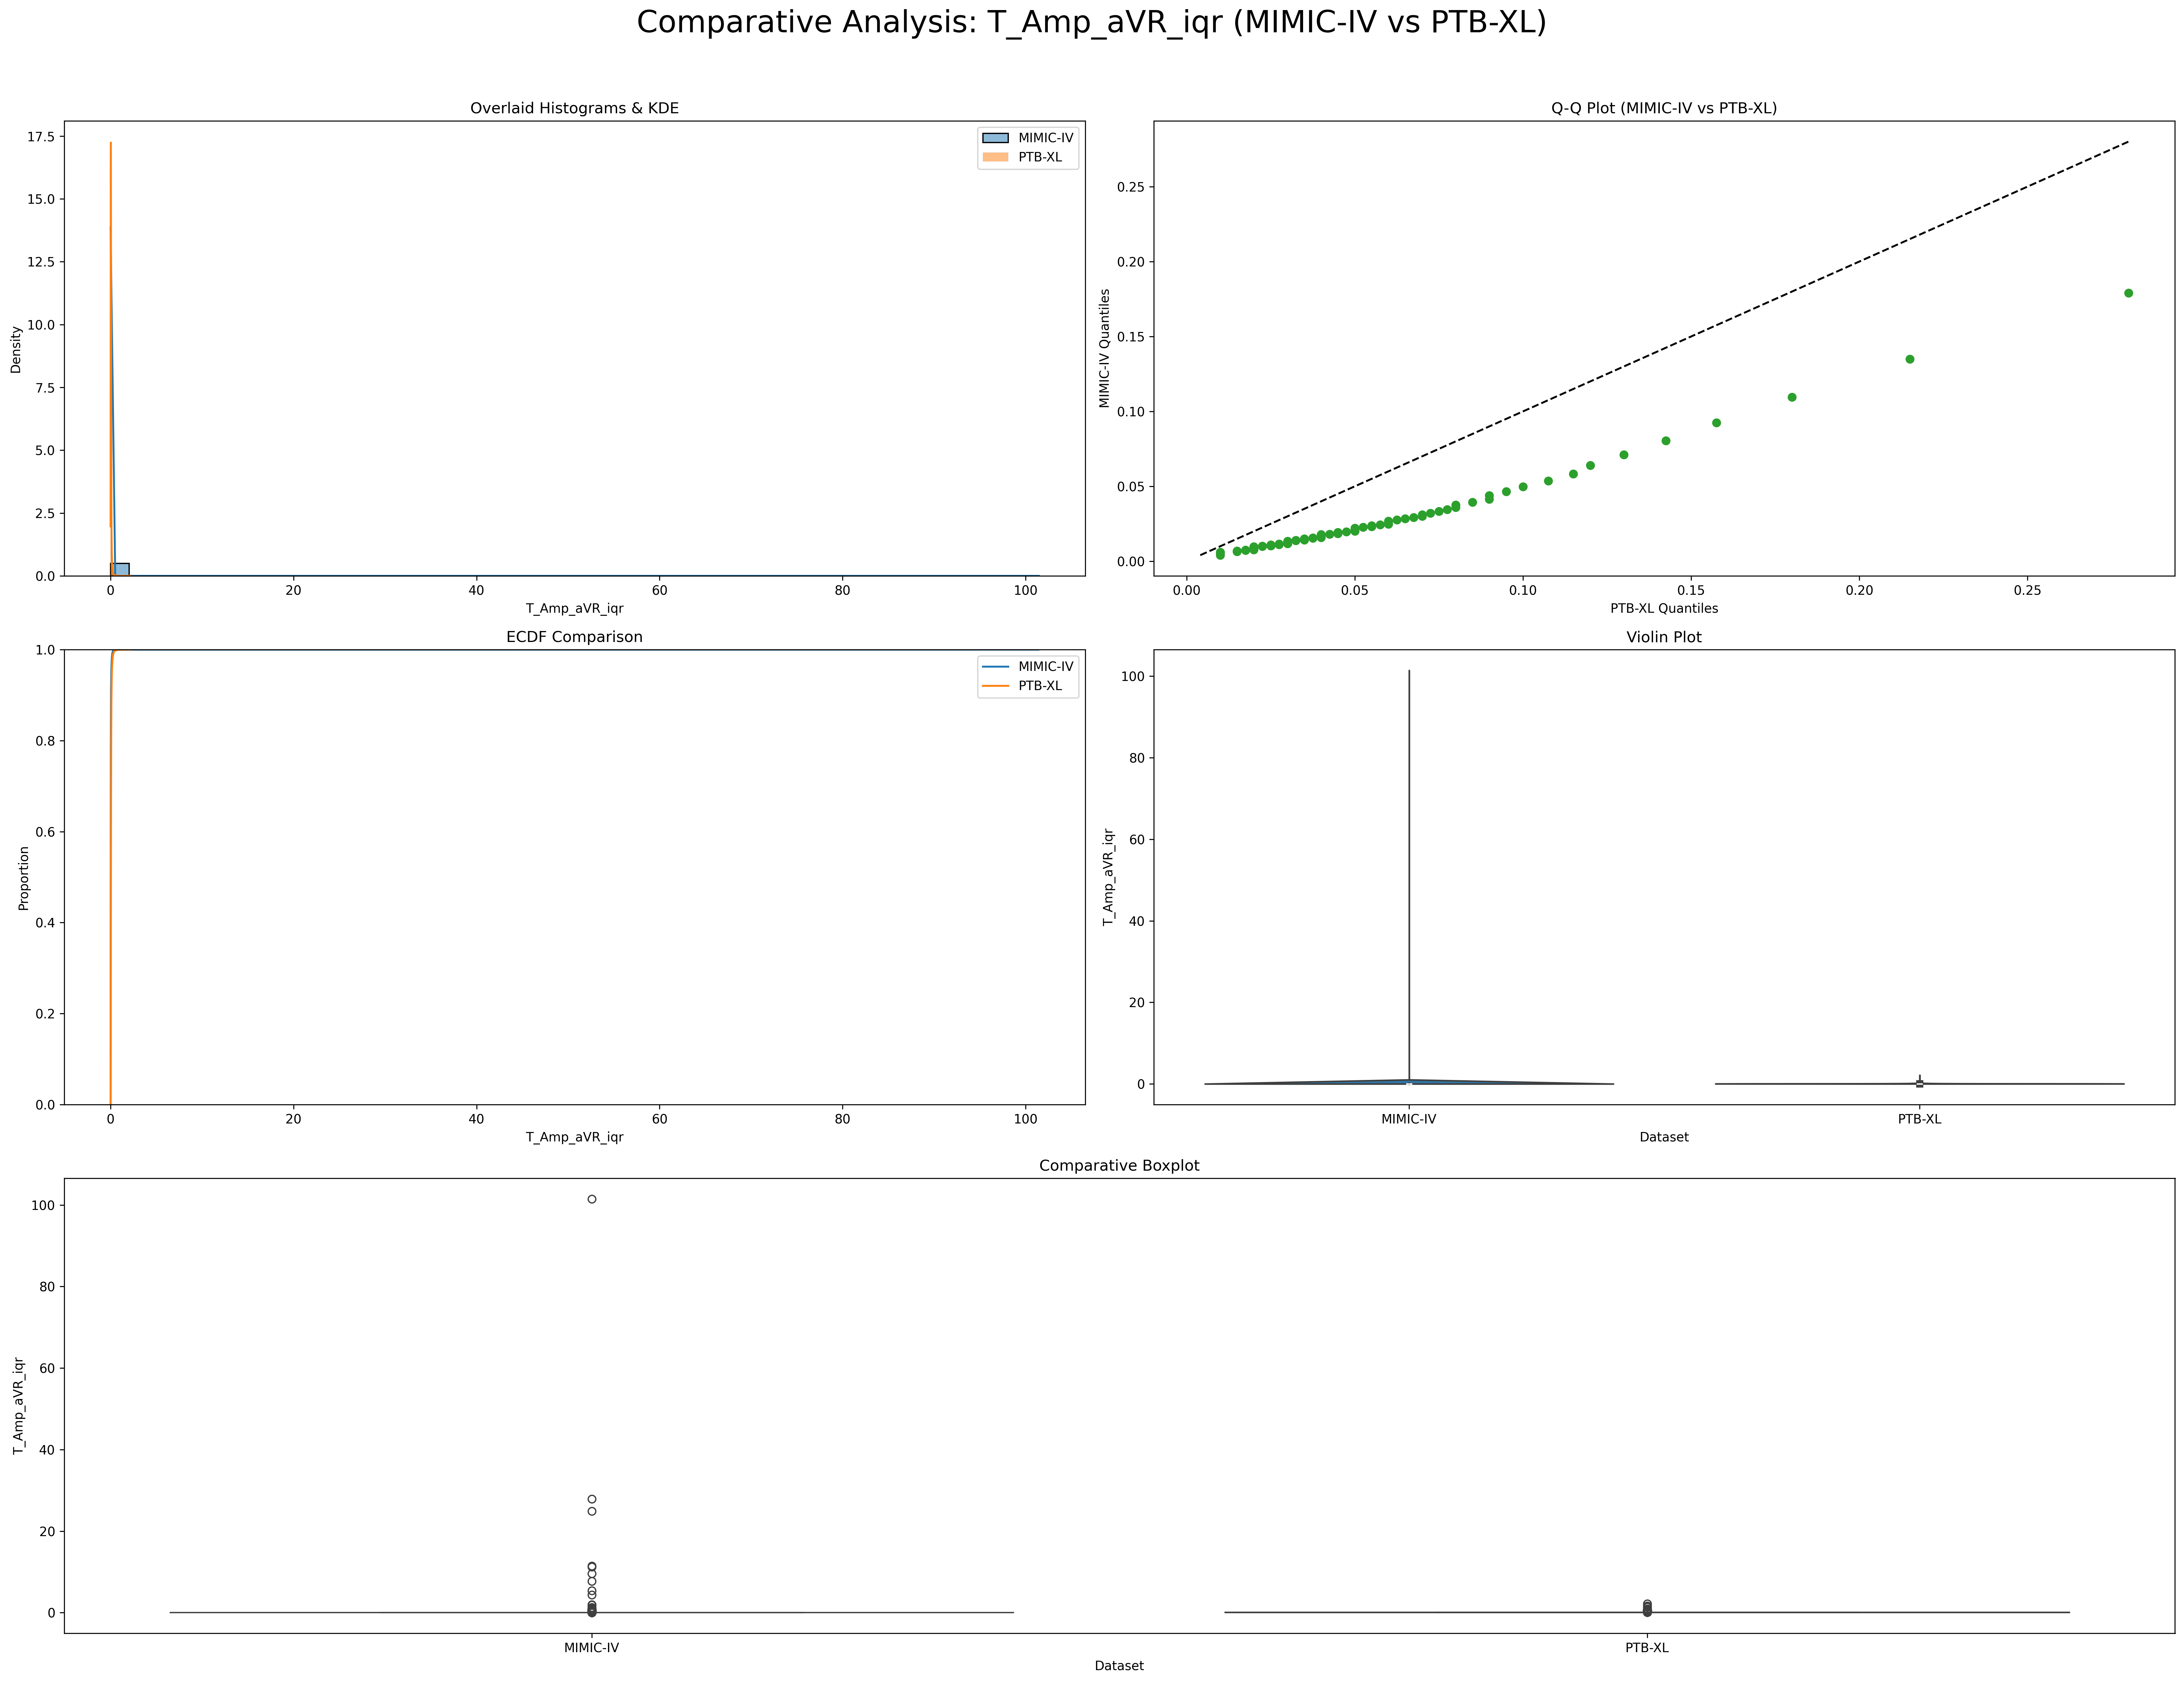 Comparative Analysis: T_Amp_aVR_iqr (MIMIC-IV vs PTB-XL)
Overlaid Histograms & KDE
17.5
15.0
12.5
10.0
7.5
5.0
2.5
0.0
Density
0 20 40 60 80 100
T_Amp_aVR_iqr
MIMIC-IV
PTB-XL
Q-Q Plot (MIMIC-IV vs PTB-XL)
0.25
0.20
0.15
0.10
0.05
0.00
MIMIC-IV Quantiles
0.00 0.05 0.10 0.15 0.20 0.25
PTB-XL Quantiles
ECDF Comparison
1.0
0.8
0.6
0.4
0.2
0.0
Proportion
0 20 40 60 80 100
T_Amp_aVR_iqr
MIMIC-IV
PTB-XL
Violin Plot
100
80
60
40
20
0
T_Amp_aVR_iqr
MIMIC-IV PTB-XL
Dataset
Comparative Boxplot
100
80
60
40
20
0
T_Amp_aVR_iqr
MIMIC-IV PTB-XL
Dataset